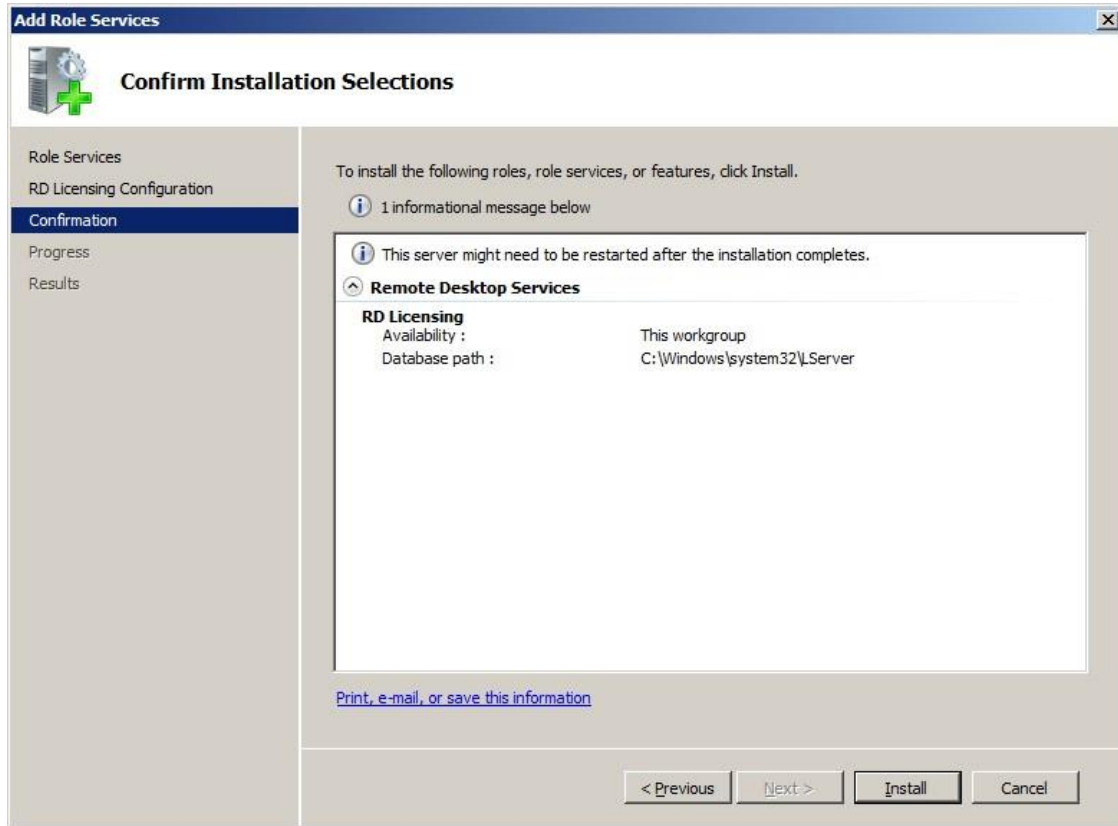 Add Role Services
Confirm Installation Selections
Role Services
RD Licensing Configuration
Confirmation
Progress
Results
To install the following roles, role services, or features, click Install.
1 informational message below
This server might need to be restarted after the installation completes.
Remote Desktop Services
RD Licensing
Availability : This workgroup
Database path : C:\Windows\system32\LServer
Print, e-mail, or save this information
< Previous Next > Install Cancel